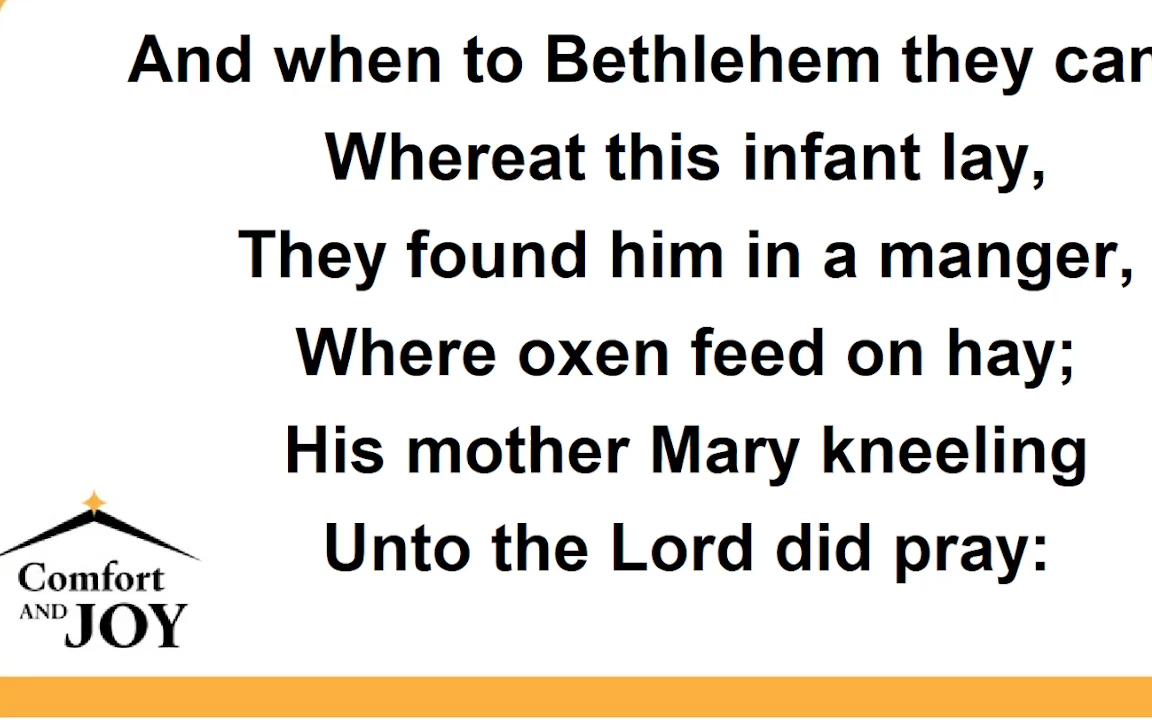 And when to Bethlehem they
Whereat this infant lay,
They found him in a manger,
Where oxen feed on hay;
His mother Mary kneeling
Unto the Lord did pray:
Comfort
AND JOY